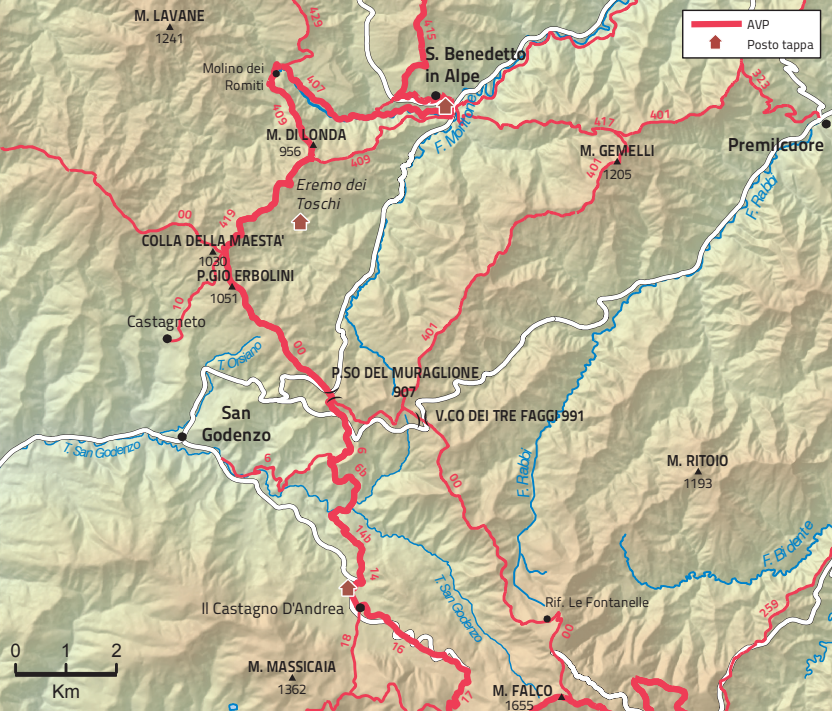 M. LAVANE
1241
429
415
AVP
Posto tappa
S. Benedetto
in Alpe
Molino dei
Romiti
407
323
409
F. Montone
417
401
M. DI LONDA
956
409
M. GEMELLI
1205
401
Premilcuore
Eremo dei
Toschi
F. Rabbi
00
419
COLLA DELLA MAESTA'
1030
P.GIO ERBOLINI
1051
10
Castagneto
401
00
T. Orsiano
P.SO DEL MURAGLIONE
907
V.CO DEI TRE FAGGI 991
San
Godenzo
T. San Godenzo
6
6
6b
00
F. Rabbi
M. RITOIO
1193
14b
14
F. Bidente
T. San Godenzo
Il Castagno D'Andrea
Rif. Le Fontanelle
259
00
18
16
0 1 2
Km
M. MASSICAIA
1362
17
M. FALCO
1655